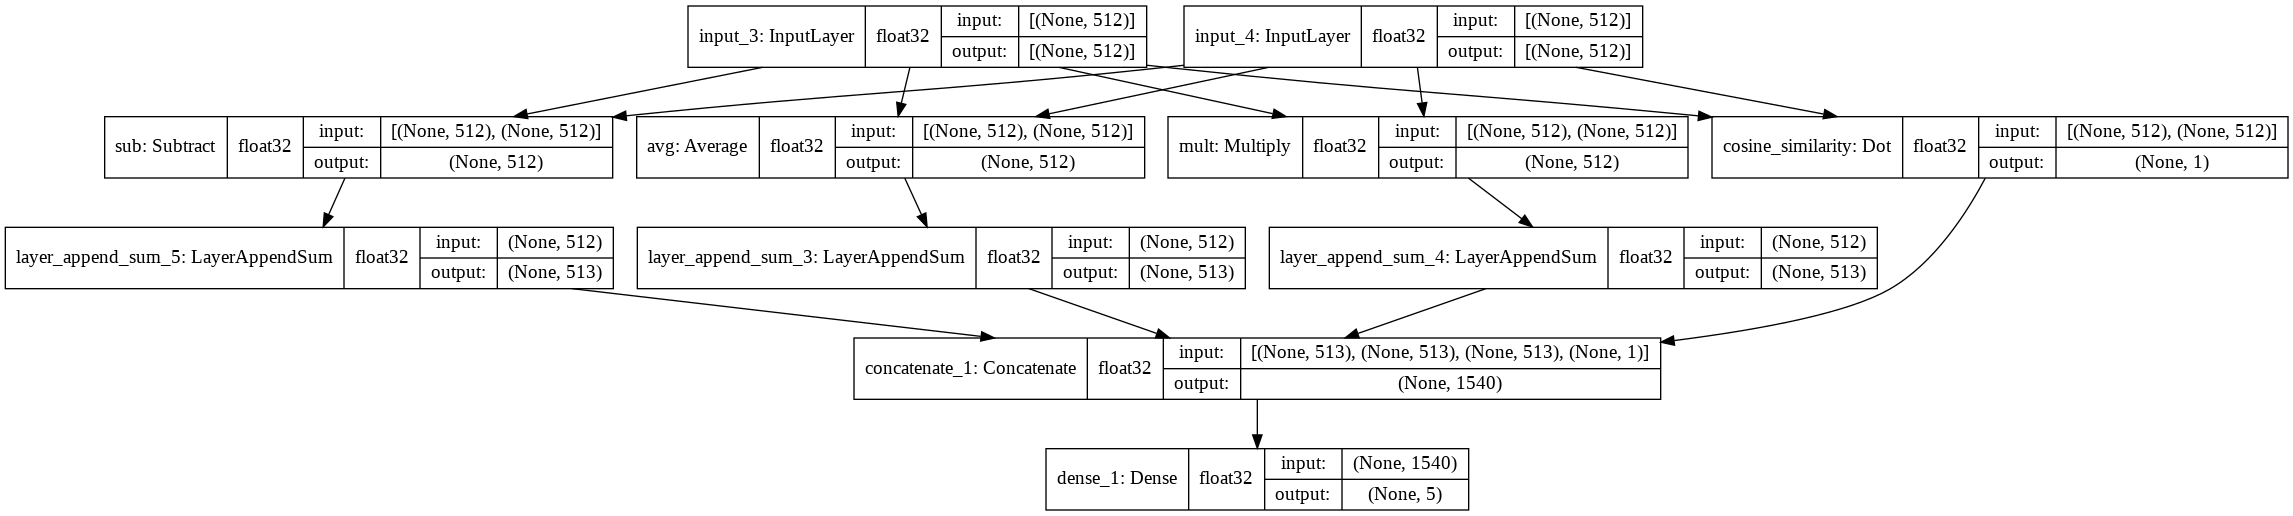 input_3: InputLayer float32 input: [(None, 512)]
output: [(None, 512)]
input_4: InputLayer float32 input: [(None, 512)]
output: [(None, 512)]
sub: Subtract float32 input: [(None, 512), (None, 512)]
output: (None, 512)
avg: Average float32 input: [(None, 512), (None, 512)]
output: (None, 512)
mult: Multiply float32 input: [(None, 512), (None, 512)]
output: (None, 512)
cosine_similarity: Dot float32 input: [(None, 512), (None, 512)]
output: (None, 1)
layer_append_sum_5: LayerAppendSum float32 input: (None, 512)
output: (None, 513)
layer_append_sum_3: LayerAppendSum float32 input: (None, 512)
output: (None, 513)
layer_append_sum_4: LayerAppendSum float32 input: (None, 512)
output: (None, 513)
concatenate_1: Concatenate float32 input: [(None, 513), (None, 513), (None, 513), (None, 1)]
output: (None, 1540)
dense_1: Dense float32 input: (None, 1540)
output: (None, 5)